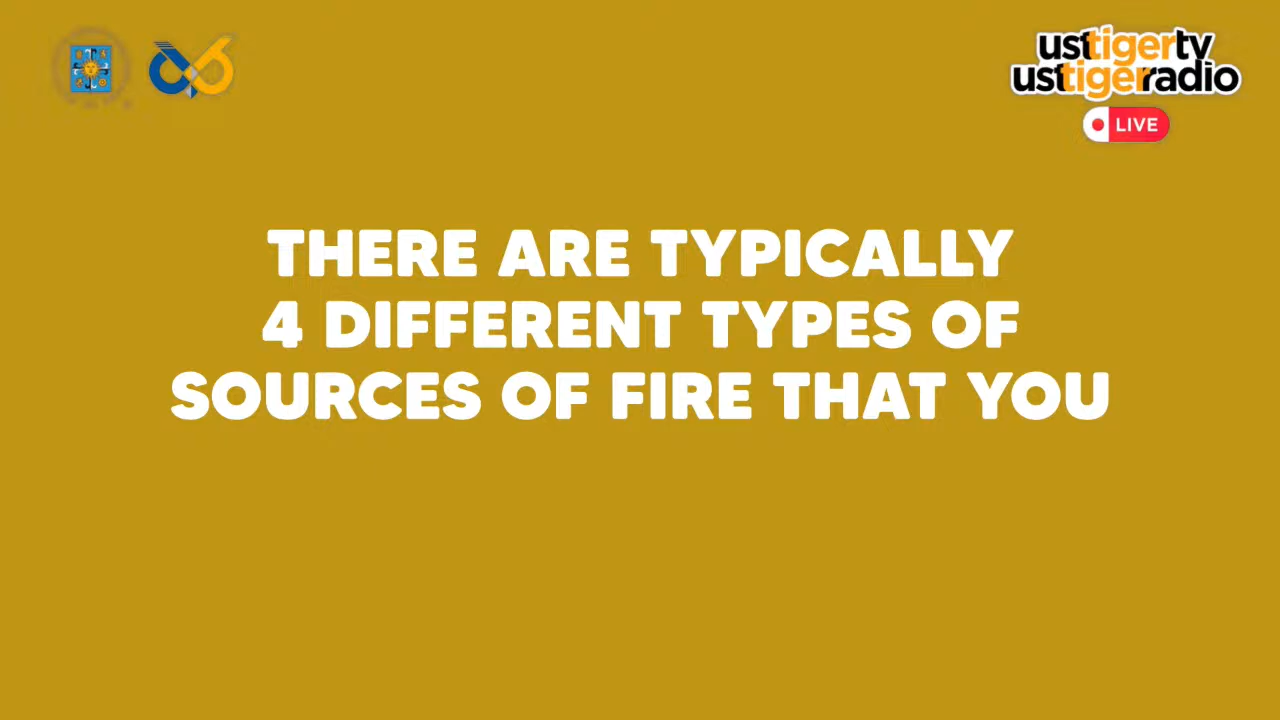 usttigertv
usttigerradio
LIVE
THERE ARE TYPICALLY
4 DIFFERENT TYPES OF
SOURCES OF FIRE THAT YOU